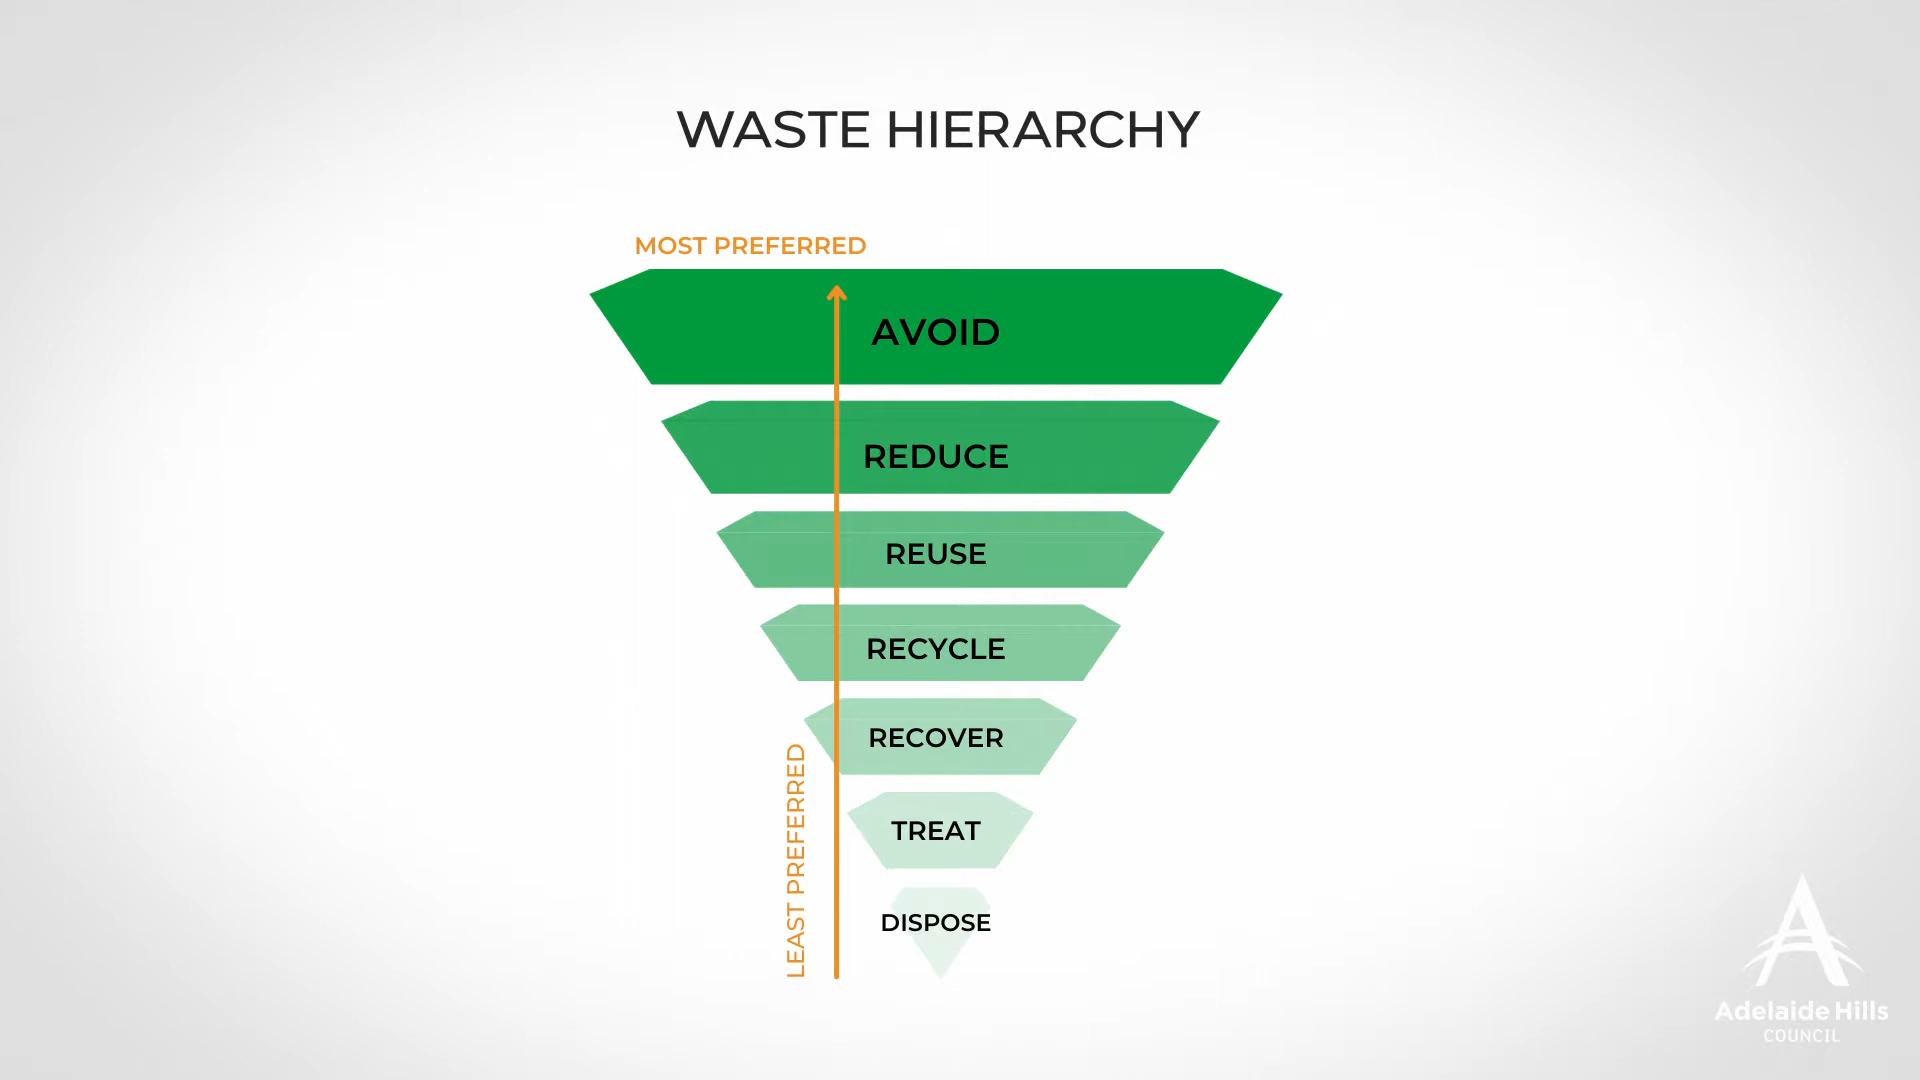 WASTE HIERARCHY
MOST PREFERRED
AVOID
REDUCE
REUSE
RECYCLE
RECOVER
TREAT
DISPOSE
LEAST PREFERRED
Adelaide Hills
COUNCIL